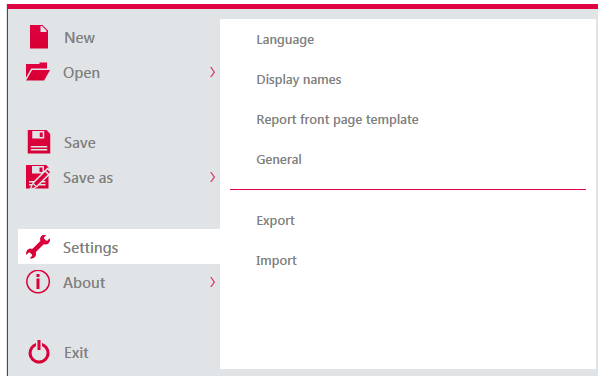 New
Open
Save
Save as
Settings
About
Exit
Language
Display names
Report front page template
General
Export
Import